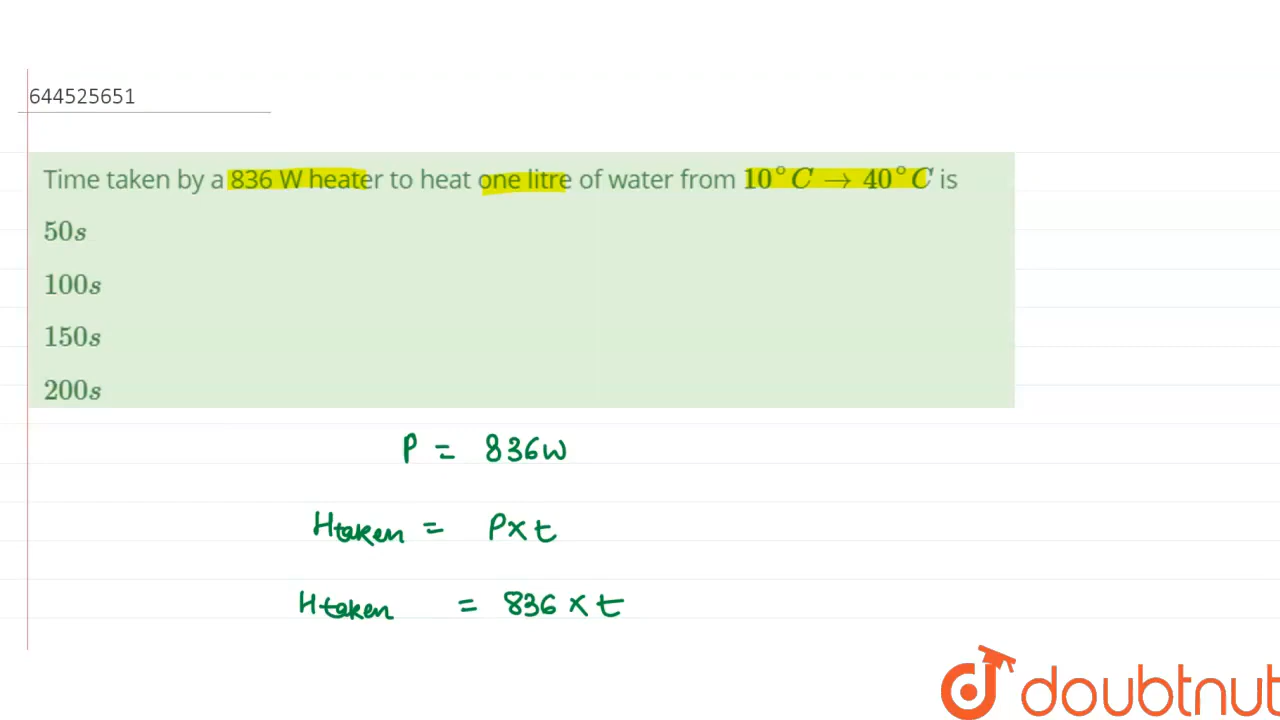 644525651
Time taken by a 836 W heater to heat one litre of water from 10°C → 40°C is
50s
100s
150s
200s
P = 836W
Htaken = P×t
Htaken = 836 × t
doubtnut